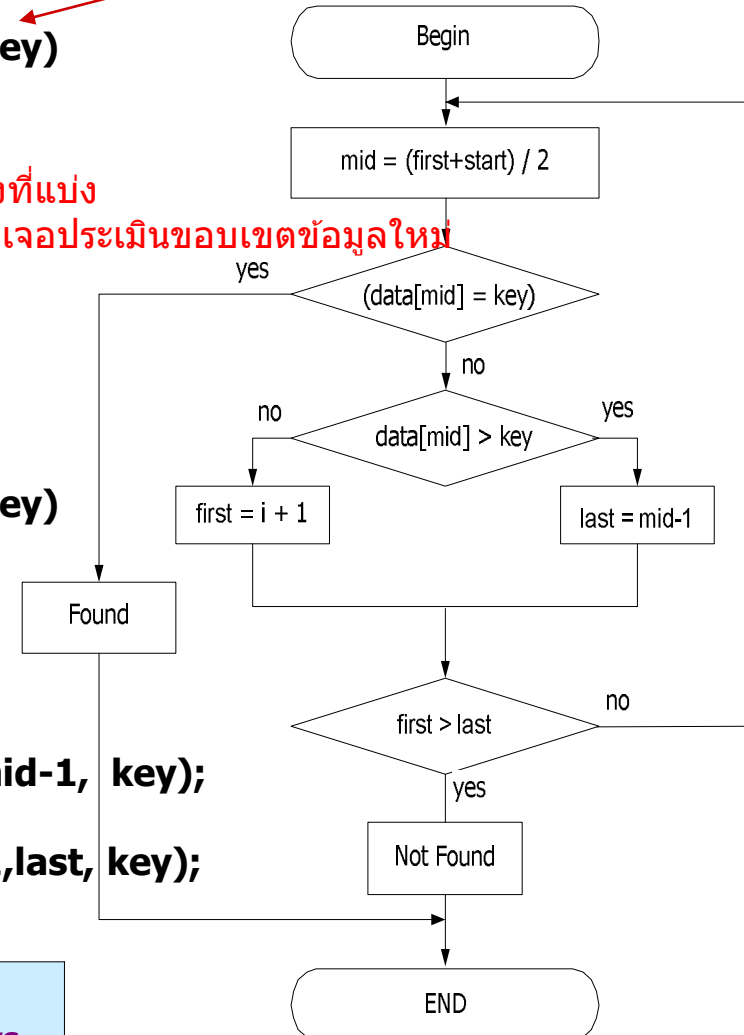 ey)
Begin
mid = (first+start) / 2
ที่แบ่ง
เจอประเมินขอบเขตข้อมูลใหม่
yes
(data[mid] = key)
no
no
yes
data[mid] > key
ey)
first = i + 1
last = mid-1
Found
first > last
no
id-1, key);
yes
,last, key);
Not Found
END